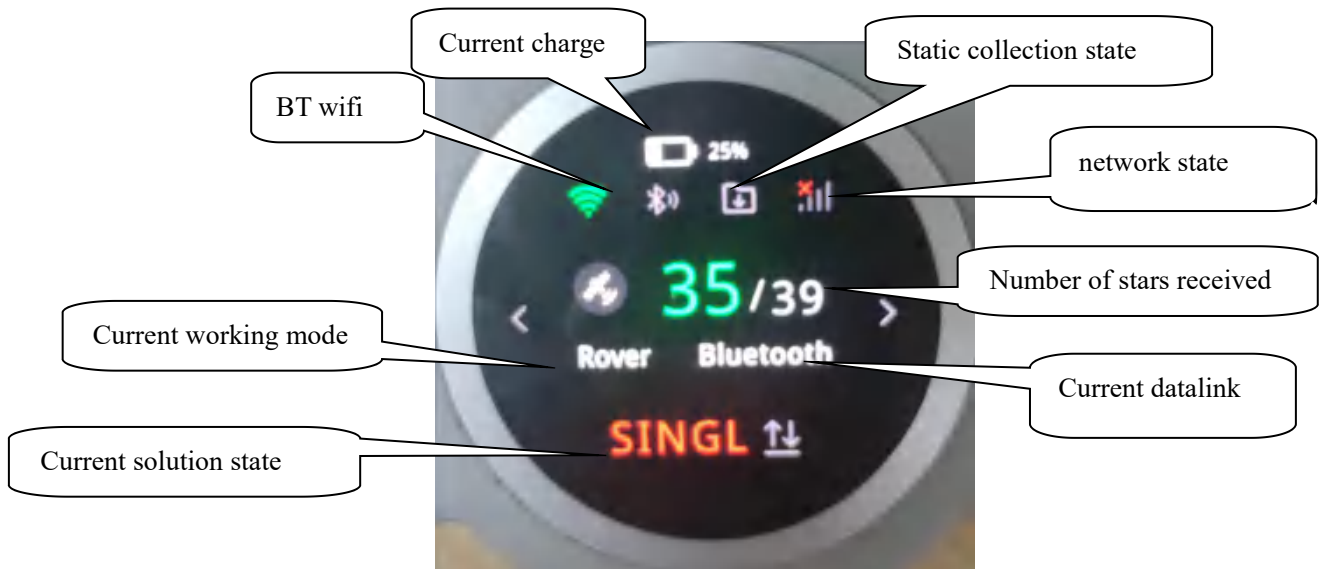 Current charge
Static collection state
BT wifi
25%
network state
35/39
Number of stars received
Current working mode
Rover
Bluetooth
Current datalink
SINGL
Current solution state